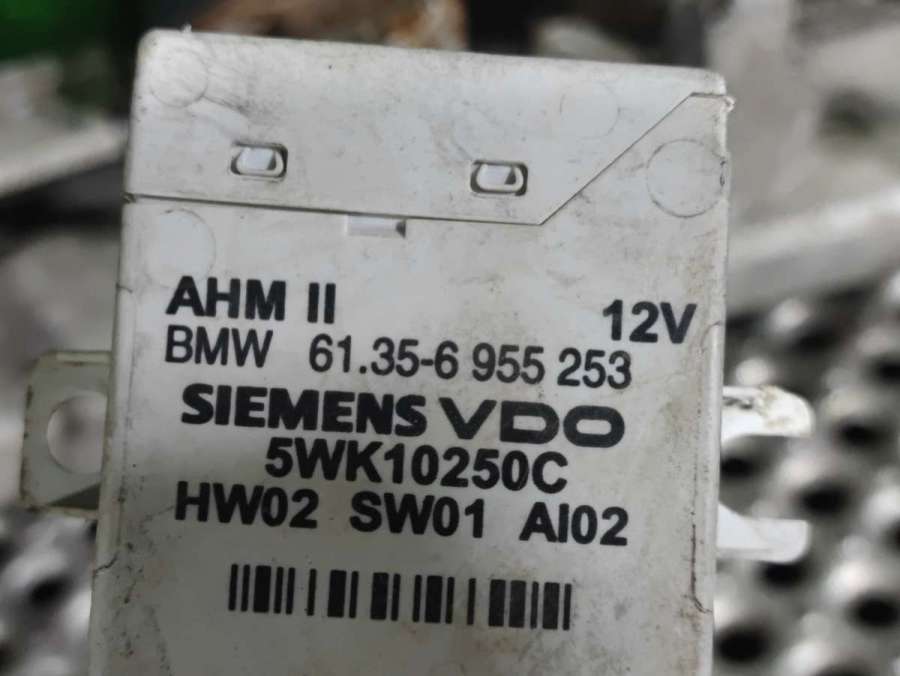 AHM II 12V
BMW 61.35-6 955 253
SIEMENS VDO
5WK10250C
HW02 SW01 AI02